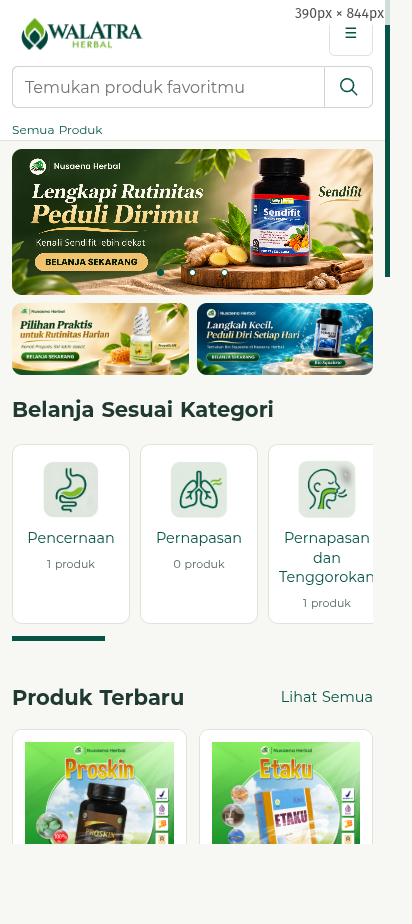 390px × 844px
WALATRA
HERBAL
☰
Temukan produk favoritmu
Semua Produk
Nusaena Herbal
Lengkapi Rutinitas
Peduli Dirimu
Kenali Sendifit lebih dekat
BELANJA SEKARANG
Sendifit
Sendifit
Nusaena Herbal
Pilihan Praktis
untuk Rutinitas Harian
BELANJA SEKARANG
Nusaena Herbal
Langkah Kecil,
Peduli Diri Setiap Hari
BELANJA SEKARANG
Belanja Sesuai Kategori
Pencernaan
1 produk
Pernapasan
0 produk
Pernapasan
dan
Tenggorokan
1 produk
Produk Terbaru
Lihat Semua
Nusaena Herbal
Proskin
PROSKIN
100%
Nusaena Herbal
Etaku
ETAKU